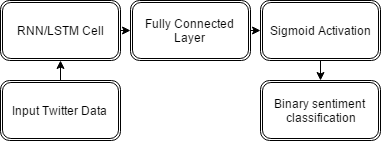 RNN/LSTM Cell
Fully Connected
Layer
Sigmoid Activation
Input Twitter Data
Binary sentiment
classification